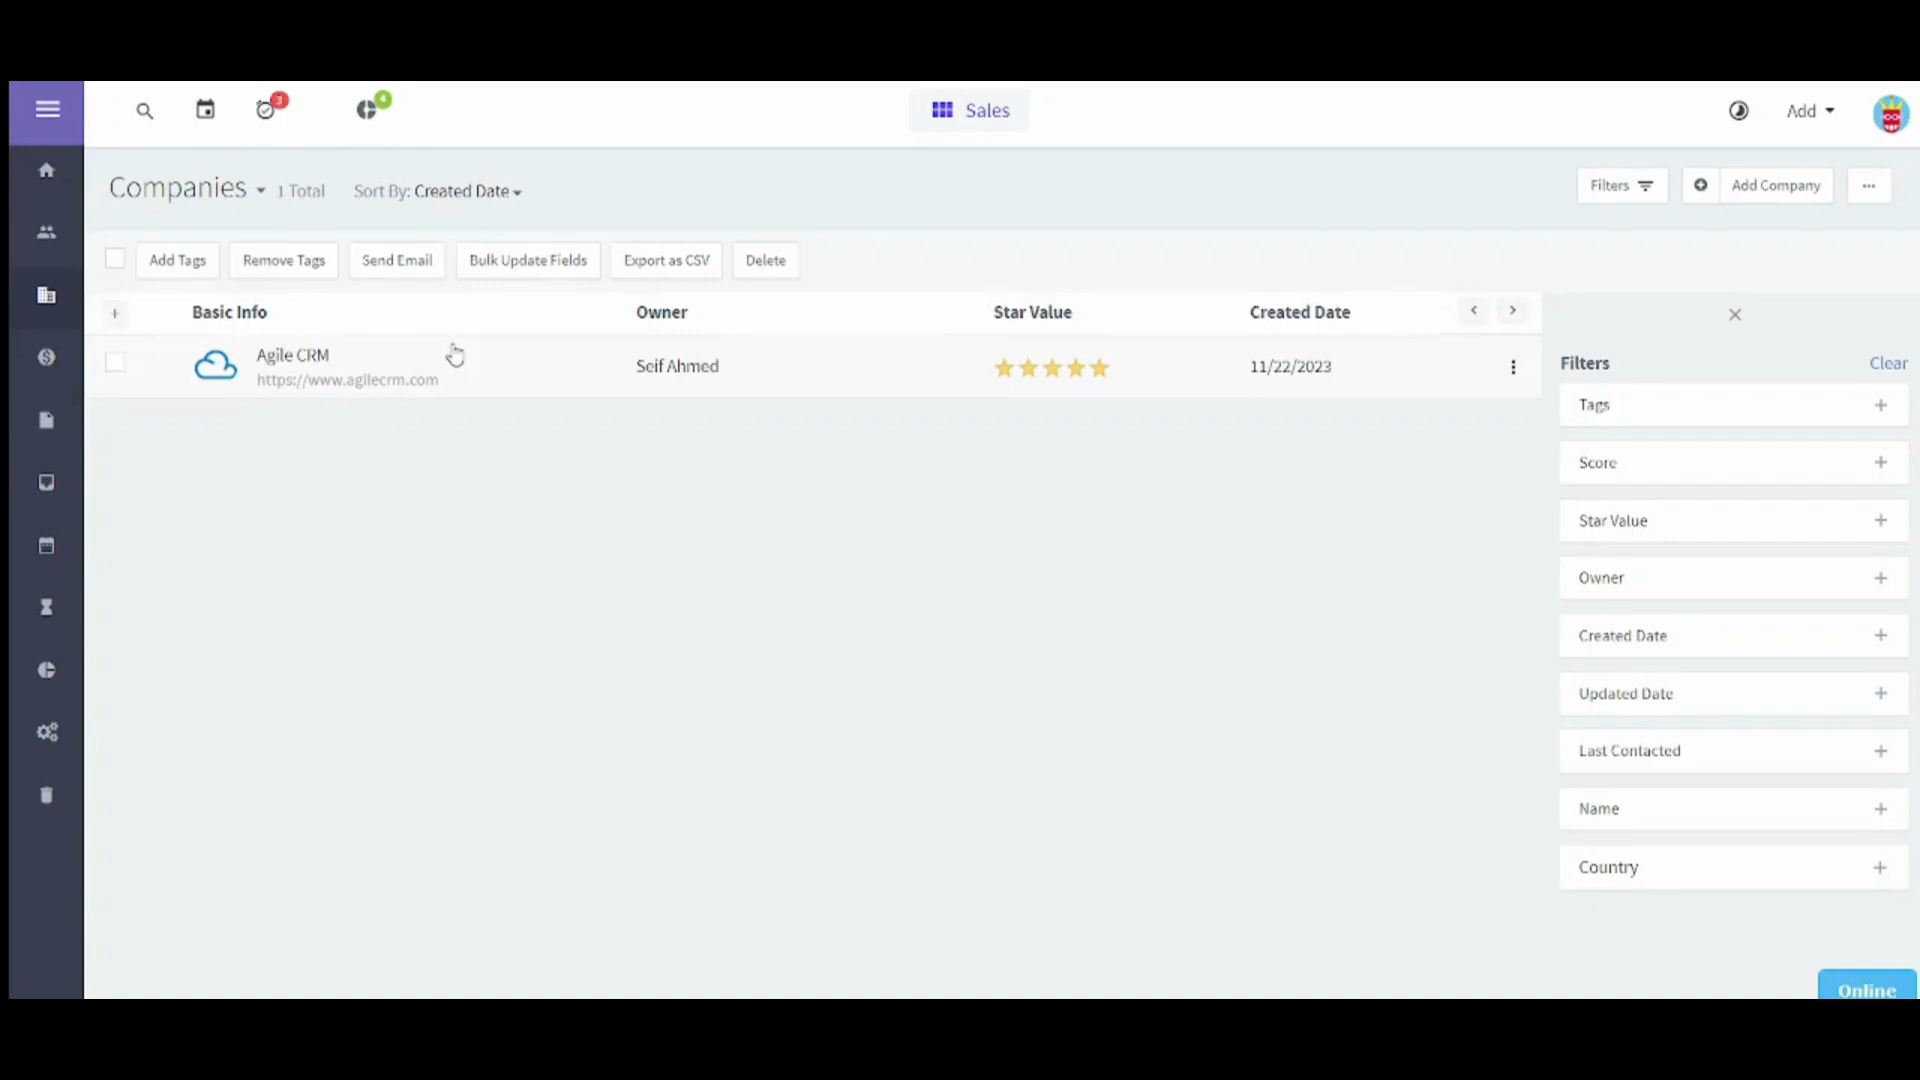 3
4
Sales
Add
Companies 1 Total Sort By: Created Date
Filters
Add Company
Add Tags
Remove Tags
Send Email
Bulk Update Fields
Export as CSV
Delete
Basic Info
Owner
Star Value
Created Date
Agile CRM
https://www.agilecrm.com
Seif Ahmed
11/22/2023
Filters
Clear
Tags
Score
Star Value
Owner
Created Date
Updated Date
Last Contacted
Name
Country
Online